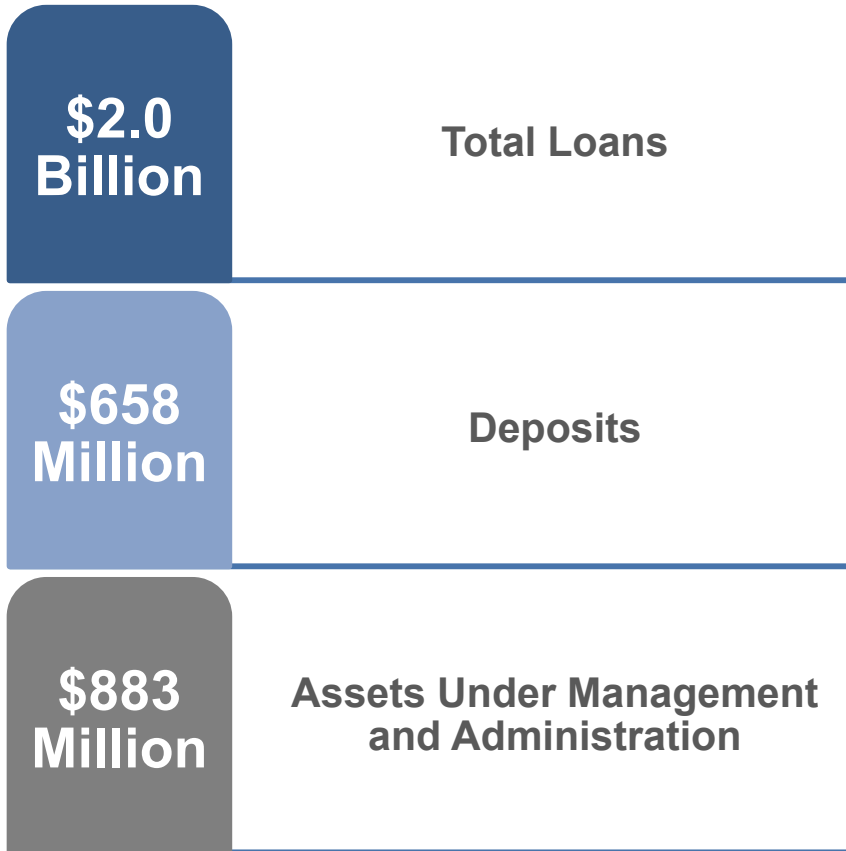 $2.0
Billion
Total Loans
$658
Million
Deposits
$883
Million
Assets Under Management
and Administration